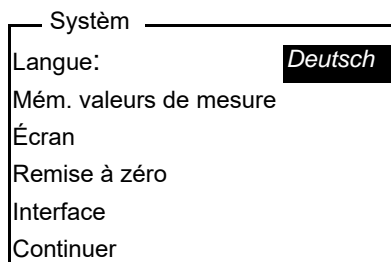 Systèm
Langue: Deutsch
Mém. valeurs de mesure
Écran
Remise à zéro
Interface
Continuer